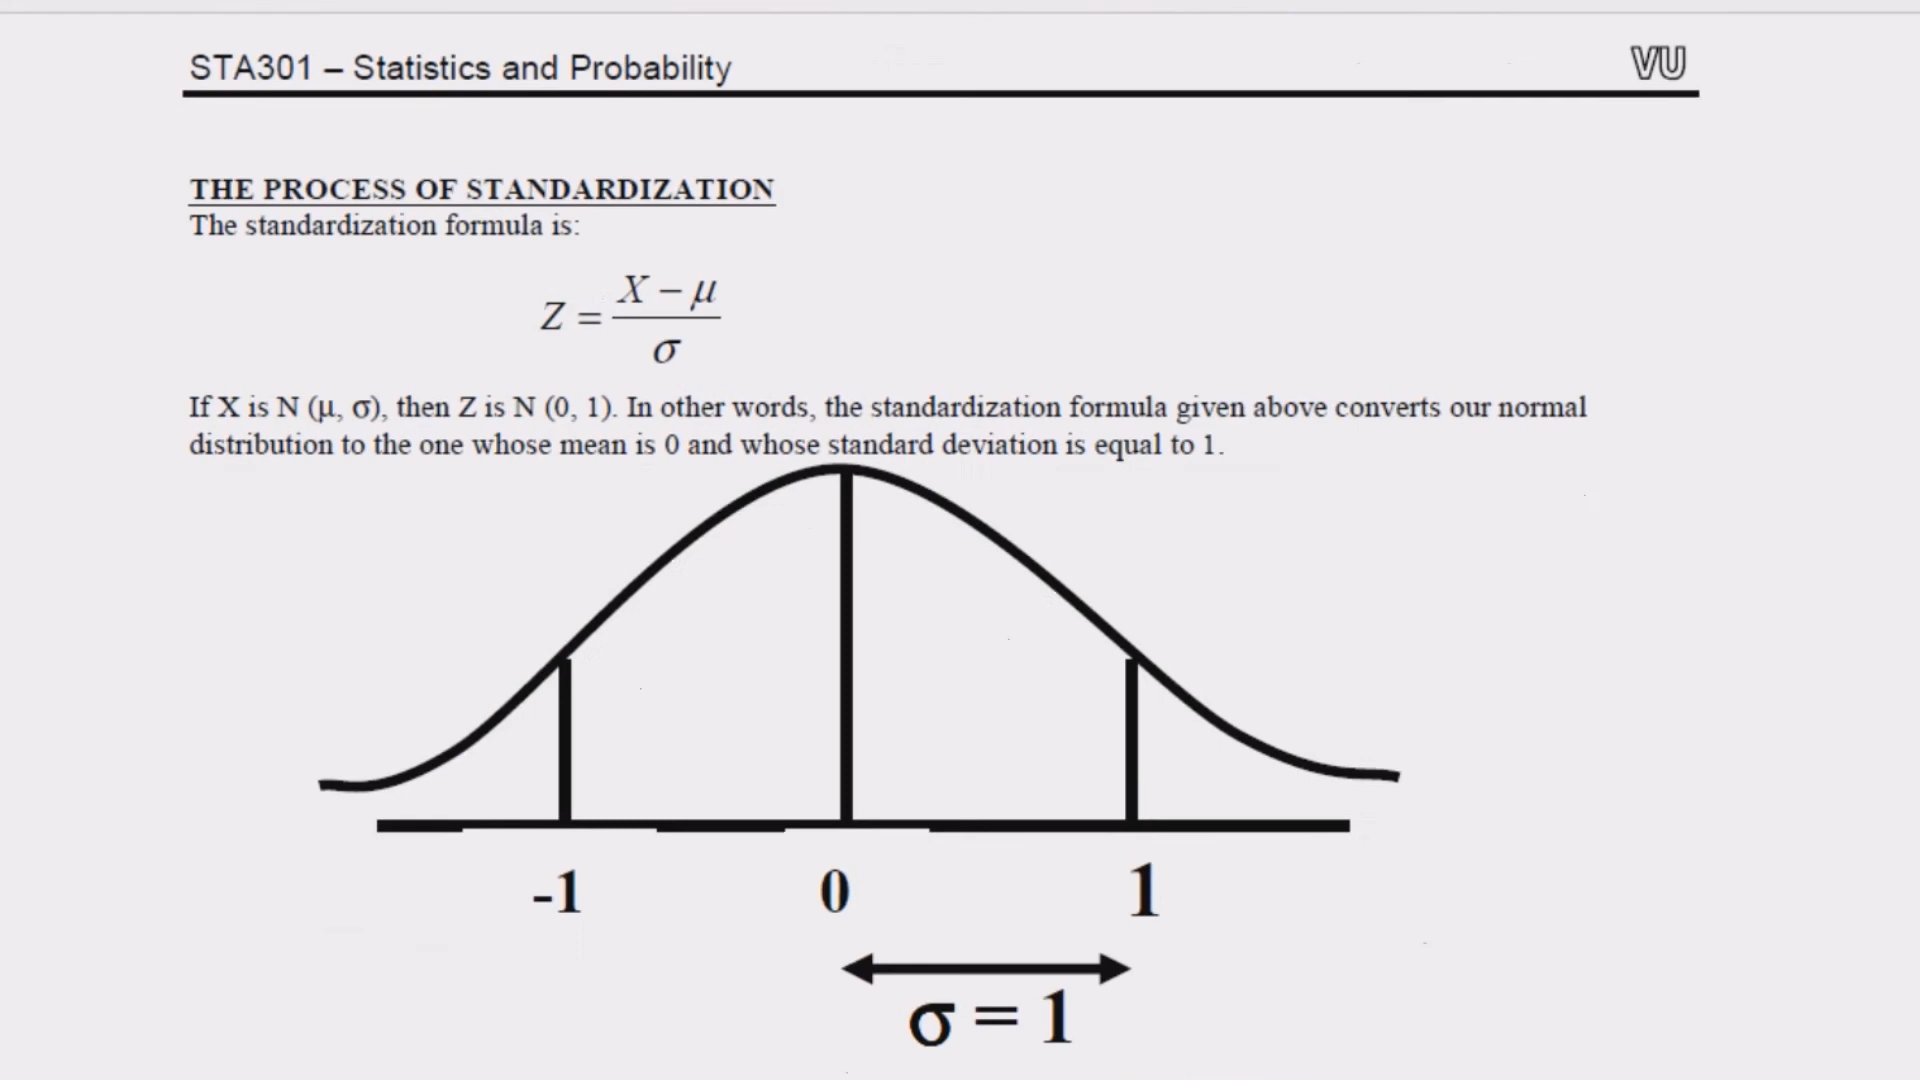 STA301 – Statistics and Probability VU
THE PROCESS OF STANDARDIZATION
The standardization formula is:
Z = \frac{X - μ}{σ}
If X is N (μ, σ), then Z is N (0, 1). In other words, the standardization formula given above converts our normal
distribution to the one whose mean is 0 and whose standard deviation is equal to 1.
-1 0 1
σ = 1